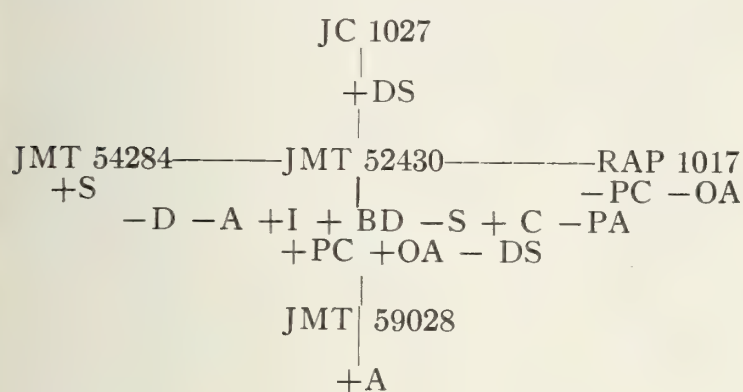 JC 1027
+DS
JMT 54284 JMT 52430 RAP 1017
+S −PC −OA
−D −A +I + BD −S + C −PA
+PC +OA − DS
JMT 59028
+A